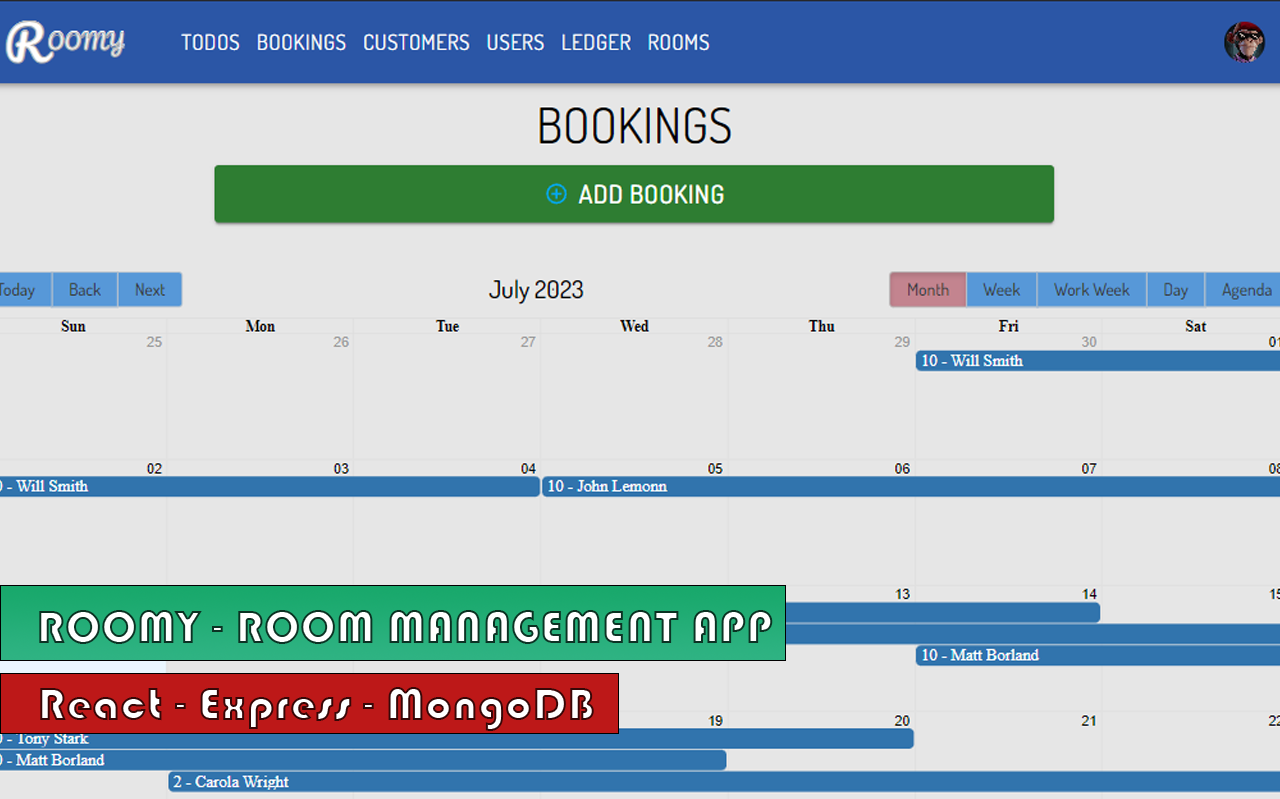 Roomy
TODOS BOOKINGS CUSTOMERS USERS LEDGER ROOMS
BOOKINGS
ADD BOOKING
Today Back Next
July 2023
Month Week Work Week Day Agenda
Sun Mon Tue Wed Thu Fri Sat
25 26 27 28 29 30 01
10 - Will Smith
02 03 04 05 06 07 08
- Will Smith 10 - John Lemonn
13 14 15
ROOMY - ROOM MANAGEMENT APP
10 - Matt Borland
React - Express - MongoDB
19 20 21 22
- Tony Stark
- Matt Borland
2 - Carola Wright